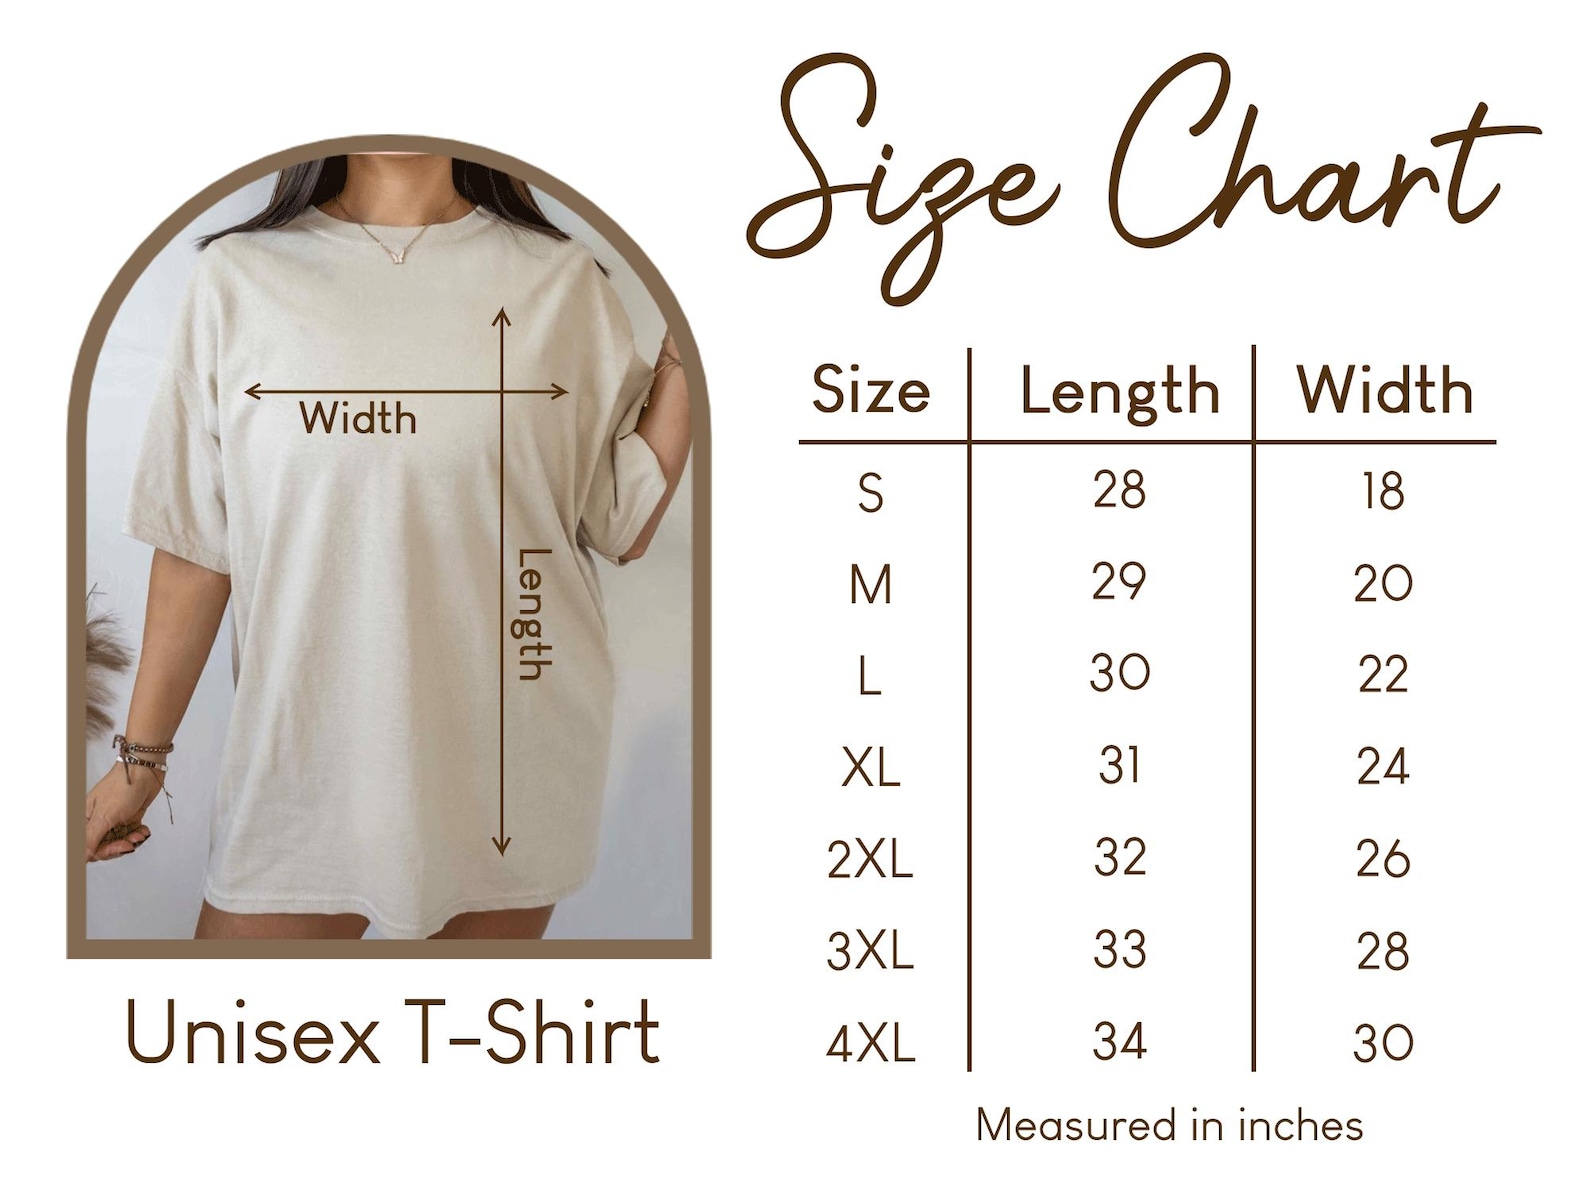 Size Chart
Width
Length
Size Length Width
S 28 18
M 29 20
L 30 22
XL 31 24
2XL 32 26
3XL 33 28
4XL 34 30
Unisex T-Shirt
Measured in inches